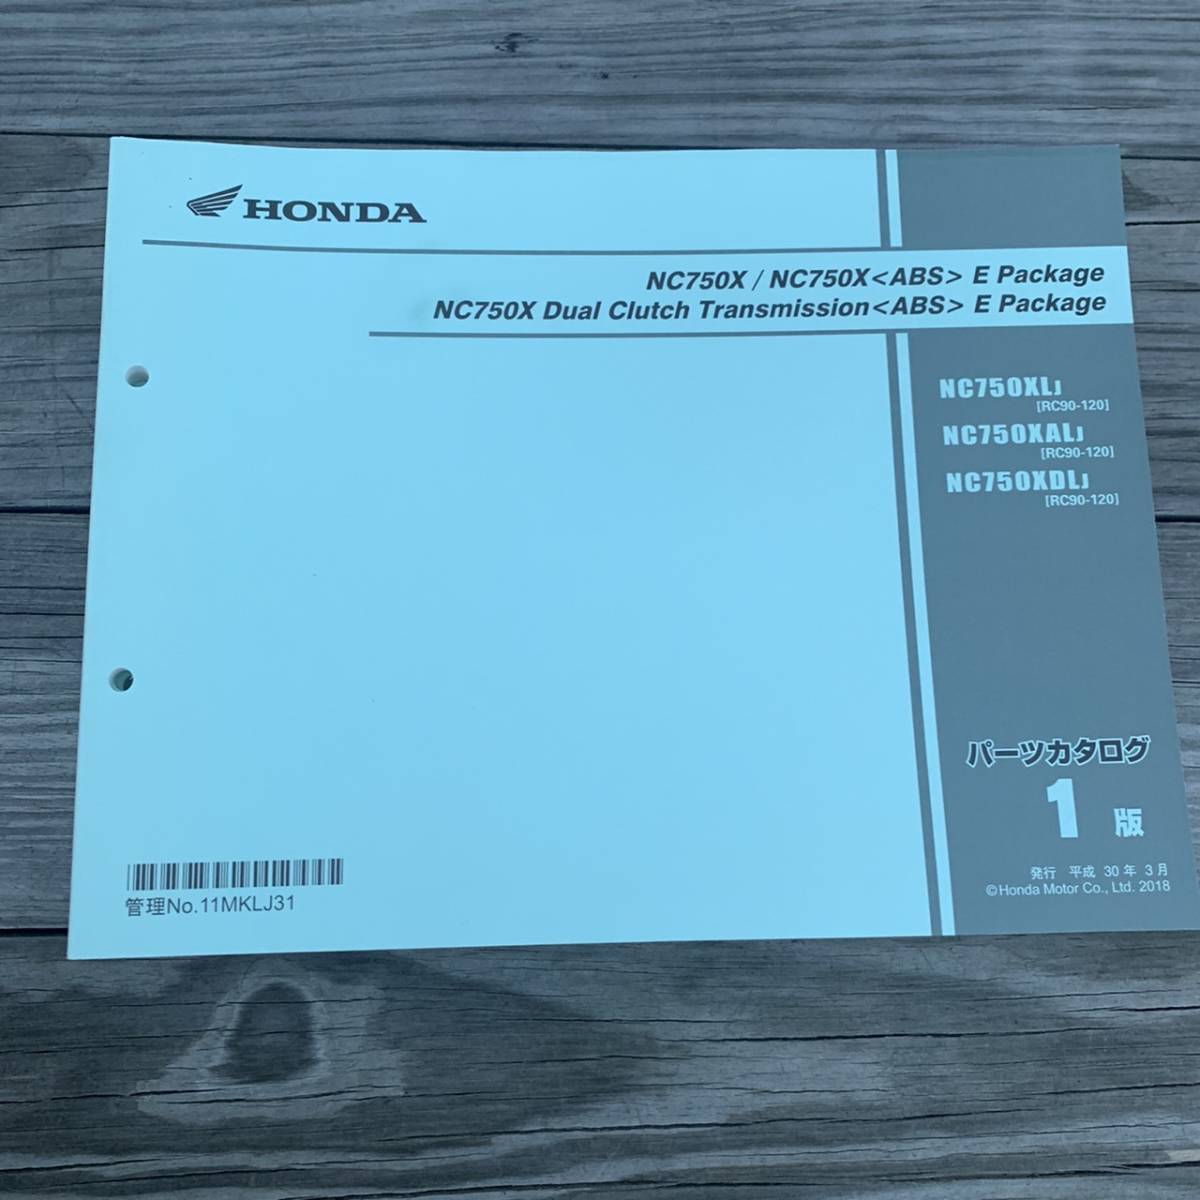 HONDA
NC750X / NC750X<ABS> E Package
NC750X Dual Clutch Transmission<ABS> E Package
NC750XLJ
[RC90-120]
NC750XALJ
[RC90-120]
NC750XDLJ
[RC90-120]
パーツカタログ
1 版
発行 平成 30 年 3 月
©Honda Motor Co., Ltd. 2018
管理No.11MKLJ31